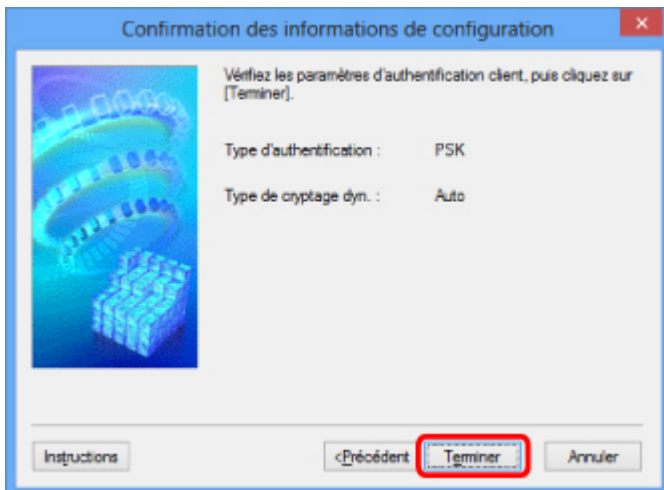 Confirmation des informations de configuration
Vérifiez les paramètres d'authentification client, puis cliquez sur
[Terminer].
Type d'authentification : PSK
Type de cryptage dyn. : Auto
Instructions <Précédent Terminer Annuler